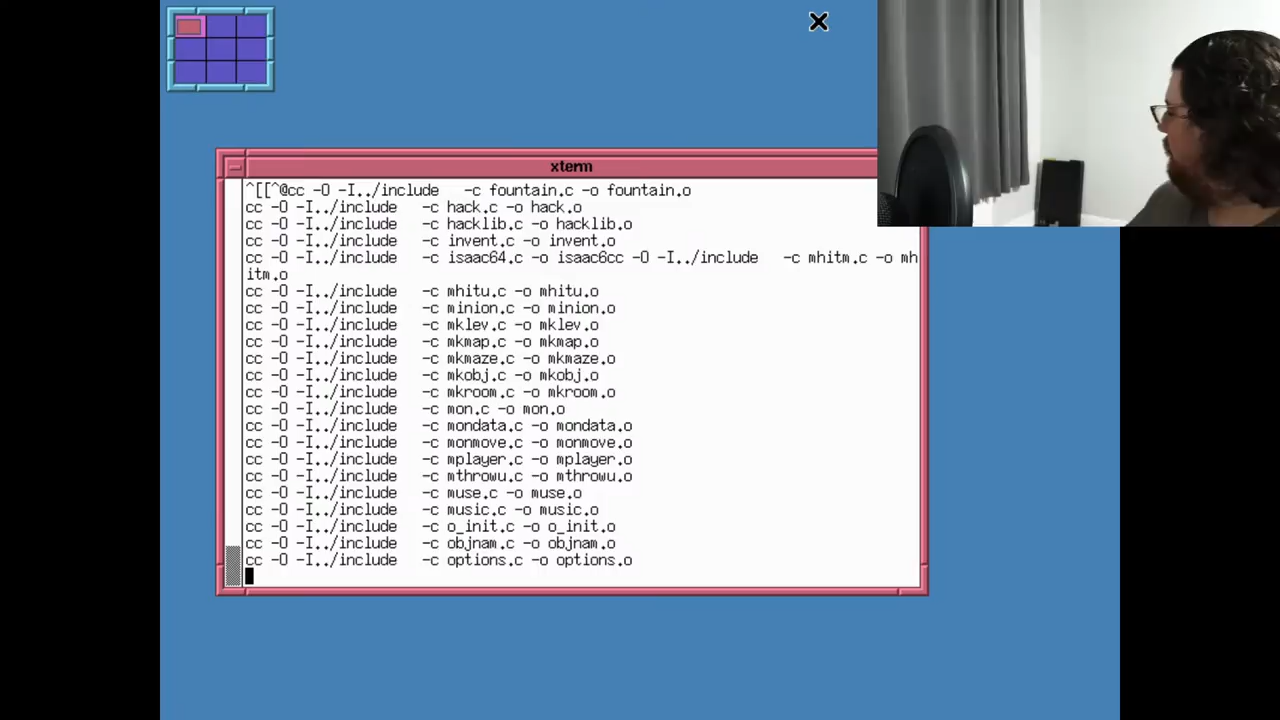 xterm
^[[^@cc -O -I../include   -c fountain.c -o fountain.o
cc -O -I../include   -c hack.c -o hack.o
cc -O -I../include   -c hacklib.c -o hacklib.o
cc -O -I../include   -c invent.c -o invent.o
cc -O -I../include   -c isaac64.c -o isaac6cc -O -I../include   -c mhitm.c -o mh
itm.o
cc -O -I../include   -c mhitu.c -o mhitu.o
cc -O -I../include   -c minion.c -o minion.o
cc -O -I../include   -c mklev.c -o mklev.o
cc -O -I../include   -c mkmap.c -o mkmap.o
cc -O -I../include   -c mkmaze.c -o mkmaze.o
cc -O -I../include   -c mkobj.c -o mkobj.o
cc -O -I../include   -c mkroom.c -o mkroom.o
cc -O -I../include   -c mon.c -o mon.o
cc -O -I../include   -c mondata.c -o mondata.o
cc -O -I../include   -c monmove.c -o monmove.o
cc -O -I../include   -c mplayer.c -o mplayer.o
cc -O -I../include   -c mthrowu.c -o mthrowu.o
cc -O -I../include   -c muse.c -o muse.o
cc -O -I../include   -c music.c -o music.o
cc -O -I../include   -c o_init.c -o o_init.o
cc -O -I../include   -c objnam.c -o objnam.o
cc -O -I../include   -c options.c -o options.o